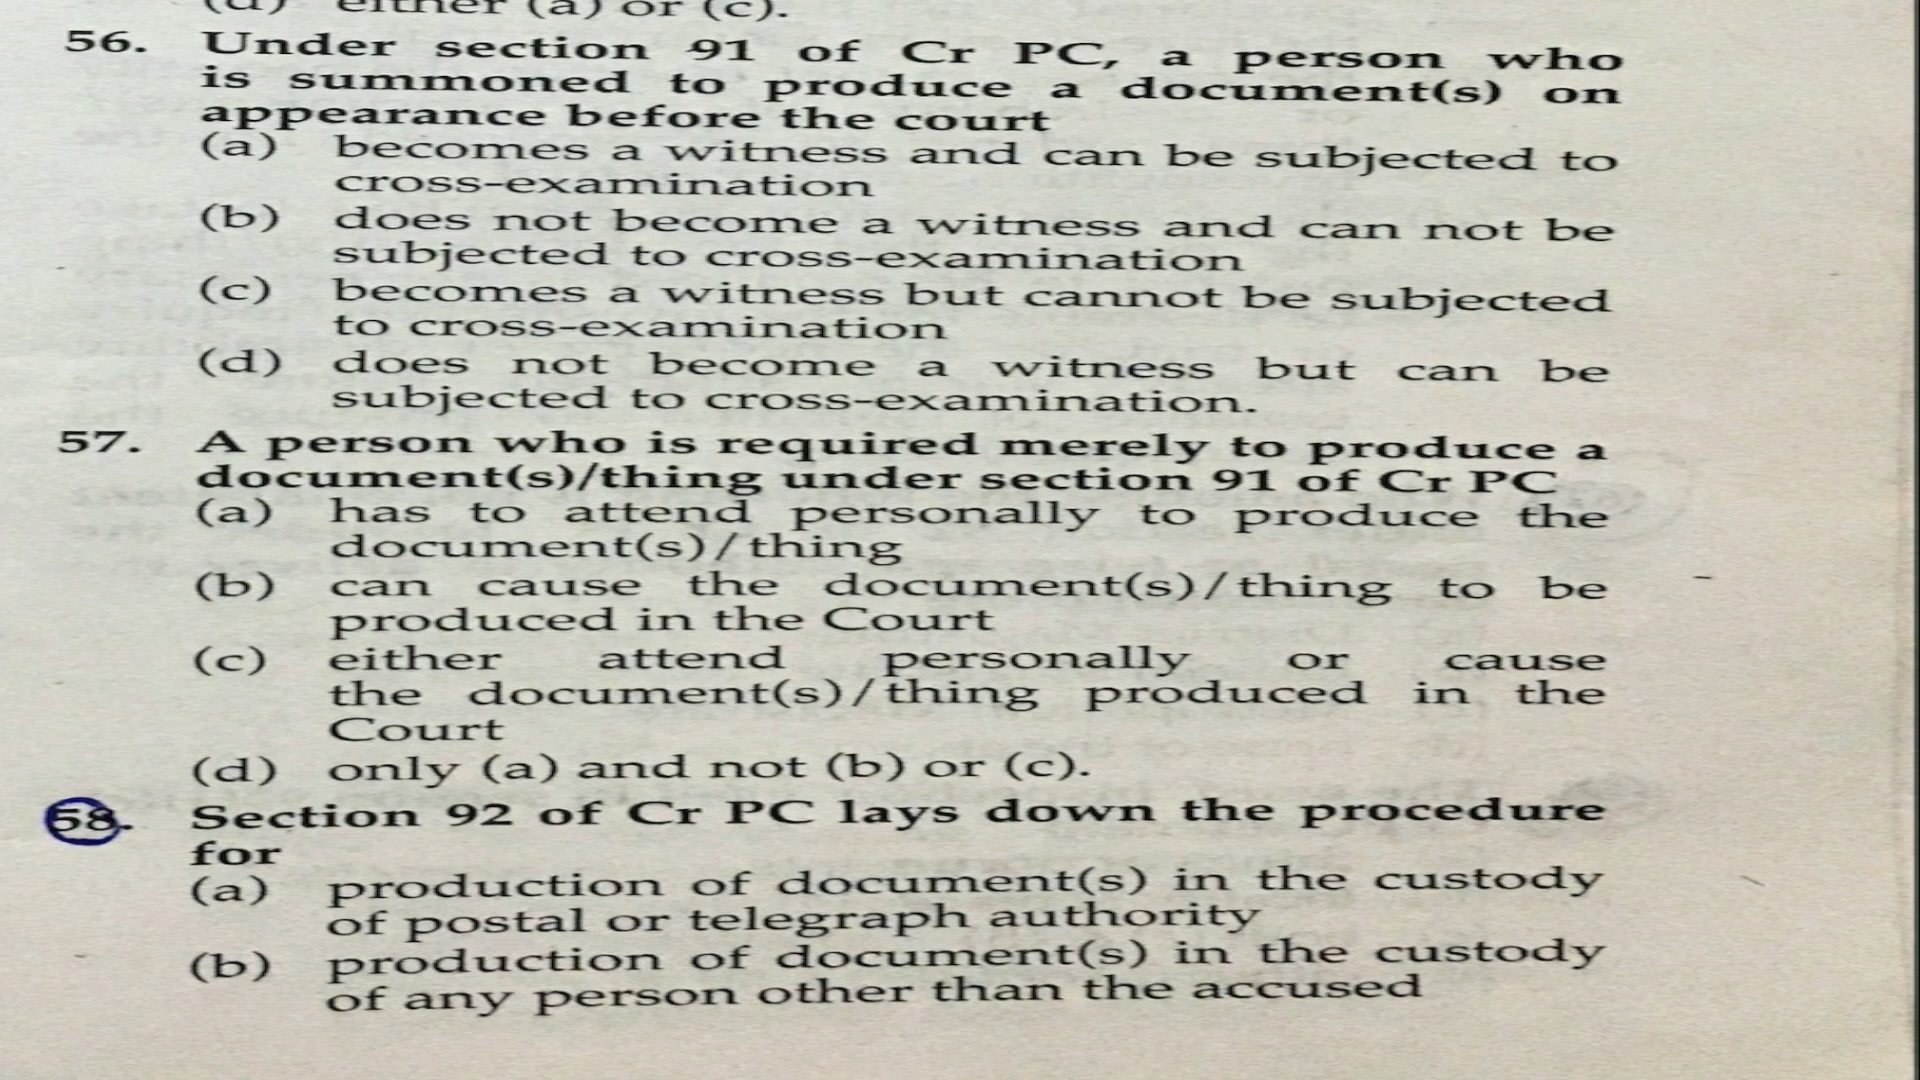 (d) either (a) or (c).
56. Under section 91 of Cr PC, a person who
is summoned to produce a document(s) on
appearance before the court
(a) becomes a witness and can be subjected to
cross-examination
(b) does not become a witness and can not be
subjected to cross-examination
(c) becomes a witness but cannot be subjected
to cross-examination
(d) does not become a witness but can be
subjected to cross-examination.
57. A person who is required merely to produce a
document(s)/thing under section 91 of Cr PC
(a) has to attend personally to produce the
document(s)/thing
(b) can cause the document(s)/thing to be
produced in the Court
(c) either attend personally or cause
the document(s)/thing produced in the
Court
(d) only (a) and not (b) or (c).
58. Section 92 of Cr PC lays down the procedure
for
(a) production of document(s) in the custody
of postal or telegraph authority
(b) production of document(s) in the custody
of any person other than the accused